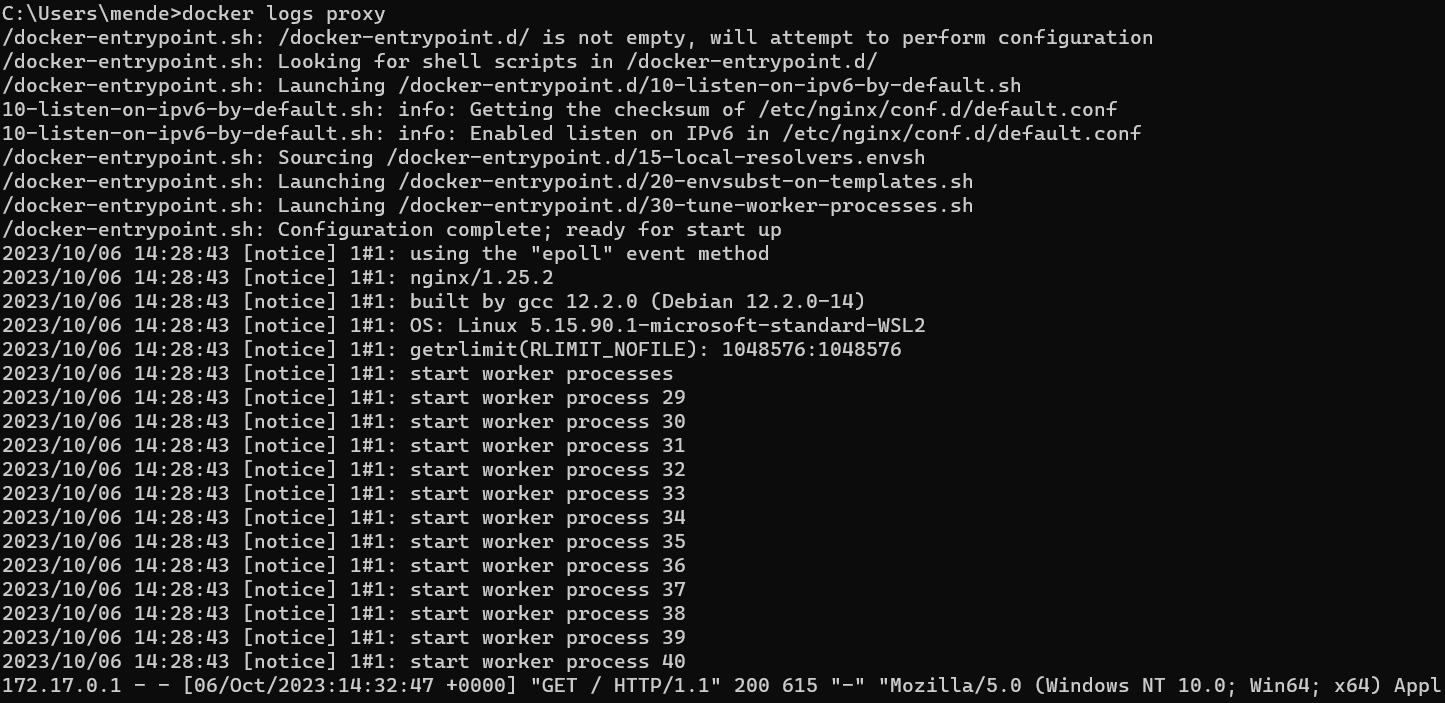 C:\Users\mende>docker logs proxy
/docker-entrypoint.sh: /docker-entrypoint.d/ is not empty, will attempt to perform configuration
/docker-entrypoint.sh: Looking for shell scripts in /docker-entrypoint.d/
/docker-entrypoint.sh: Launching /docker-entrypoint.d/10-listen-on-ipv6-by-default.sh
10-listen-on-ipv6-by-default.sh: info: Getting the checksum of /etc/nginx/conf.d/default.conf
10-listen-on-ipv6-by-default.sh: info: Enabled listen on IPv6 in /etc/nginx/conf.d/default.conf
/docker-entrypoint.sh: Sourcing /docker-entrypoint.d/15-local-resolvers.envsh
/docker-entrypoint.sh: Launching /docker-entrypoint.d/20-envsubst-on-templates.sh
/docker-entrypoint.sh: Launching /docker-entrypoint.d/30-tune-worker-processes.sh
/docker-entrypoint.sh: Configuration complete; ready for start up
2023/10/06 14:28:43 [notice] 1#1: using the "epoll" event method
2023/10/06 14:28:43 [notice] 1#1: nginx/1.25.2
2023/10/06 14:28:43 [notice] 1#1: built by gcc 12.2.0 (Debian 12.2.0-14)
2023/10/06 14:28:43 [notice] 1#1: OS: Linux 5.15.90.1-microsoft-standard-WSL2
2023/10/06 14:28:43 [notice] 1#1: getrlimit(RLIMIT_NOFILE): 1048576:1048576
2023/10/06 14:28:43 [notice] 1#1: start worker processes
2023/10/06 14:28:43 [notice] 1#1: start worker process 29
2023/10/06 14:28:43 [notice] 1#1: start worker process 30
2023/10/06 14:28:43 [notice] 1#1: start worker process 31
2023/10/06 14:28:43 [notice] 1#1: start worker process 32
2023/10/06 14:28:43 [notice] 1#1: start worker process 33
2023/10/06 14:28:43 [notice] 1#1: start worker process 34
2023/10/06 14:28:43 [notice] 1#1: start worker process 35
2023/10/06 14:28:43 [notice] 1#1: start worker process 36
2023/10/06 14:28:43 [notice] 1#1: start worker process 37
2023/10/06 14:28:43 [notice] 1#1: start worker process 38
2023/10/06 14:28:43 [notice] 1#1: start worker process 39
2023/10/06 14:28:43 [notice] 1#1: start worker process 40
172.17.0.1 - - [06/Oct/2023:14:32:47 +0000] "GET / HTTP/1.1" 200 615 "-" "Mozilla/5.0 (Windows NT 10.0; Win64; x64) Appl